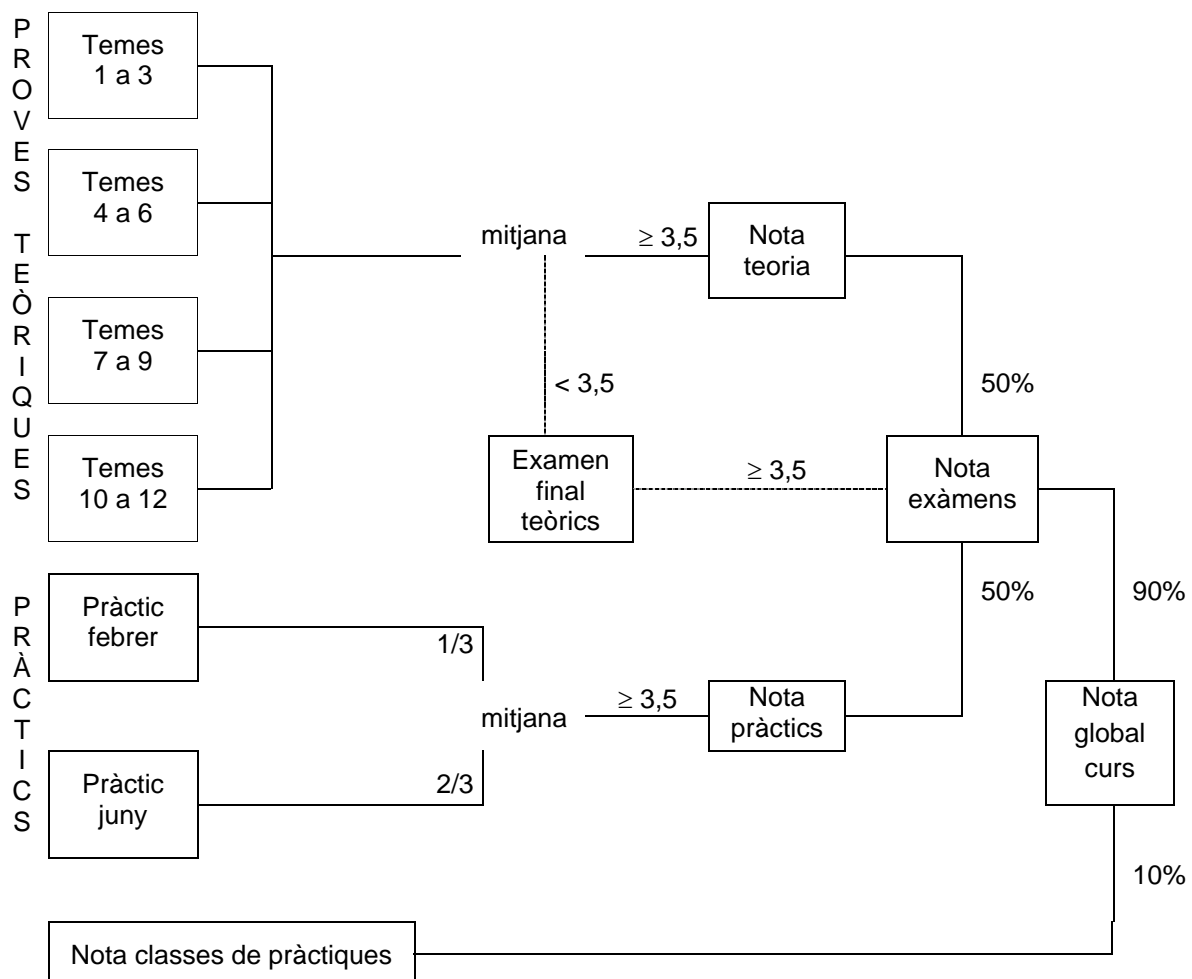 PROVES TEÒRIQUES
Temes
1 a 3
Temes
4 a 6
Temes
7 a 9
Temes
10 a 12
mitjana
≥ 3,5
Nota
teoria
< 3,5
50%
Examen
final
teòrics
≥ 3,5
Nota
exàmens
PRÀCTICS
Pràctic
febrer
1/3
50%
90%
mitjana
≥ 3,5
Nota
pràctics
Nota
global
curs
Pràctic
juny
2/3
10%
Nota classes de pràctiques